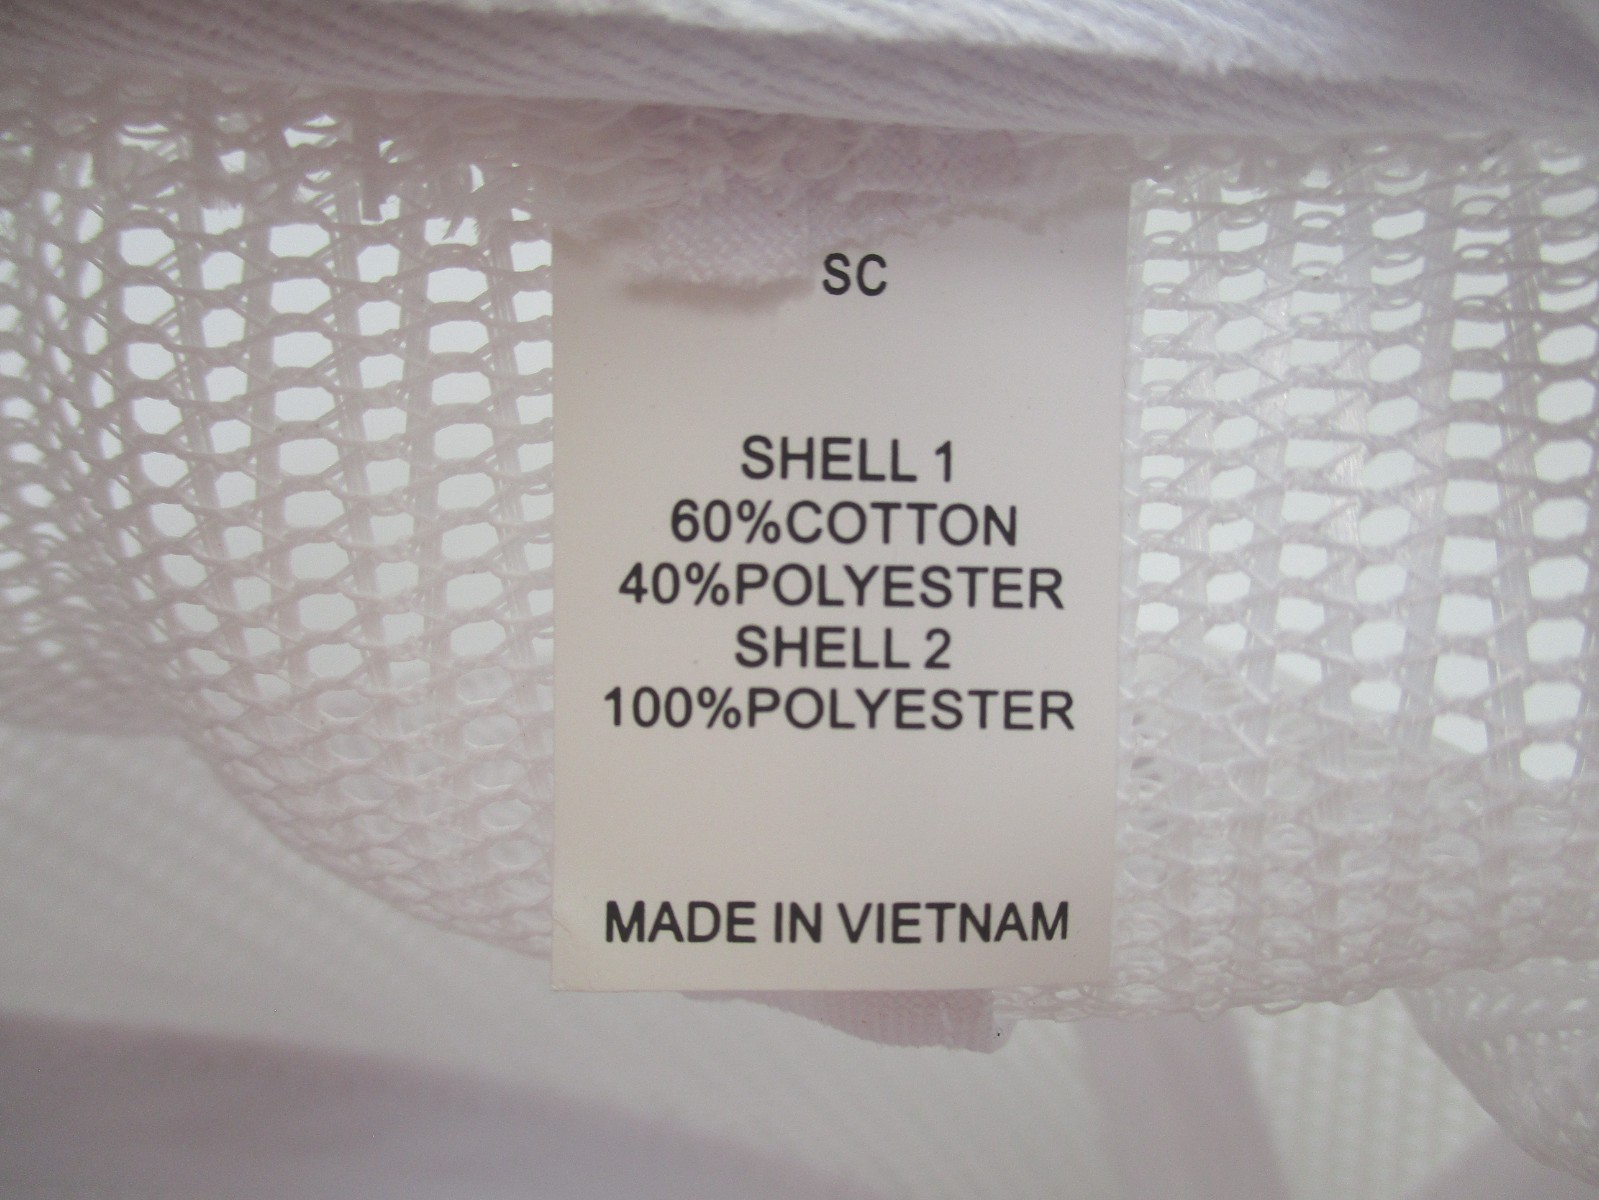 SC
SHELL 1
60%COTTON
40%POLYESTER
SHELL 2
100%POLYESTER
MADE IN VIETNAM